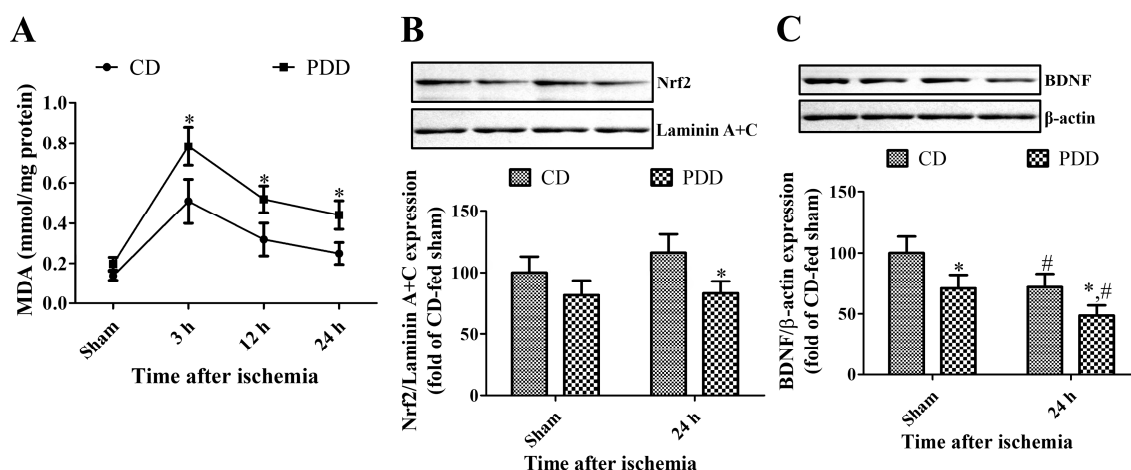 A
CD
PDD
MDA (mmol/mg protein)
1.0
0.8
0.6
0.4
0.2
0.0
*
*
*
Sham
3 h
12 h
24 h
Time after ischemia
B
Nrf2
Laminin A+C
CD
PDD
Nrf2/Laminin A+C expression
(fold of CD-fed sham)
150
100
50
0
*
Sham
24 h
Time after ischemia
C
BDNF
β-actin
CD
PDD
BDNF/β-actin expression
(fold of CD-fed sham)
150
100
50
0
*
#
*,#
Sham
24 h
Time after ischemia